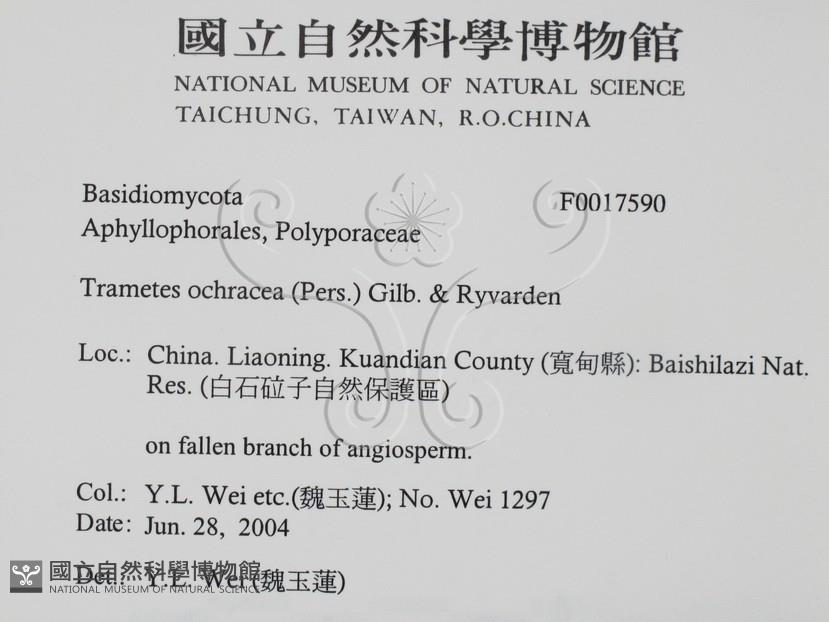 國立自然科學博物館
NATIONAL MUSEUM OF NATURAL SCIENCE
TAICHUNG, TAIWAN, R.O.CHINA
Basidiomycota F0017590
Aphyllophorales, Polyporaceae
Trametes ochracea (Pers.) Gilb. & Ryvarden
Loc.: China. Liaoning. Kuandian County (寬甸縣): Baishilazi Nat.
Res. (白石砬子自然保護區)
on fallen branch of angiosperm.
Col.: Y.L. Wei etc.(魏玉蓮); No. Wei 1297
Date: Jun. 28, 2004
Det.: Y.L. Wei (魏玉蓮)
國立自然科學博物館
NATIONAL MUSEUM OF NATURAL SCIENCE